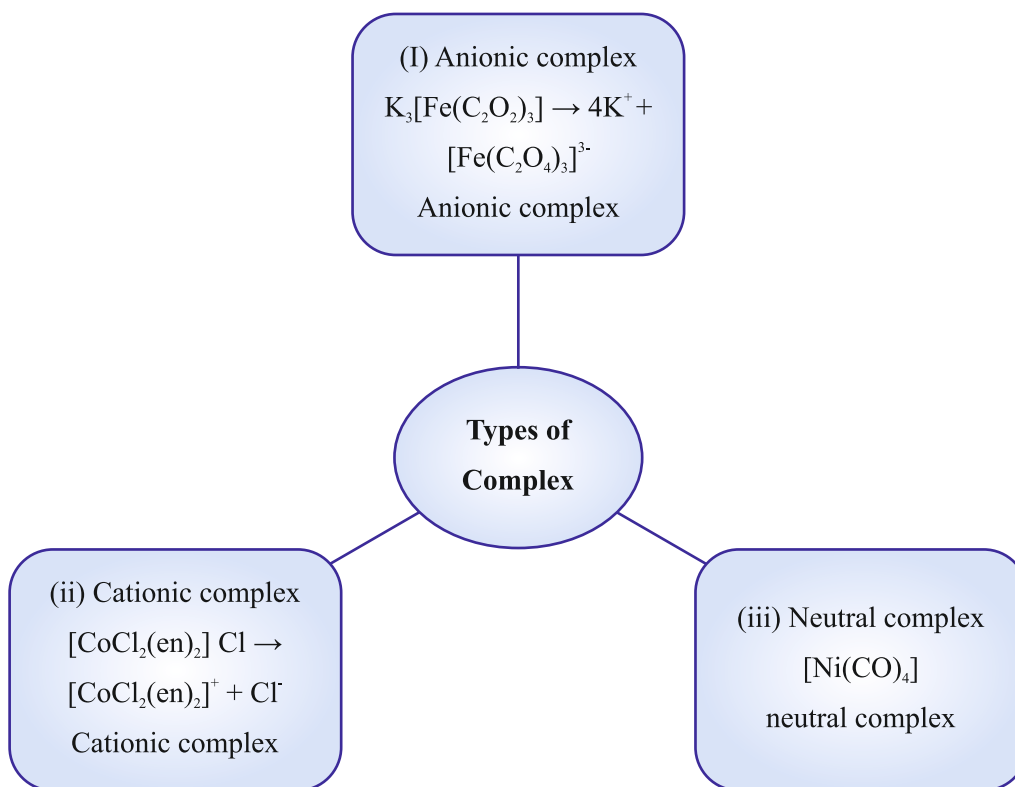 (I) Anionic complex
K₃[Fe(C₂O₂)₃] → 4K⁺ +
[Fe(C₂O₄)₃]³⁻
Anionic complex
Types of
Complex
(ii) Cationic complex
[CoCl₂(en)₂] Cl →
[CoCl₂(en)₂]⁺ + Cl⁻
Cationic complex
(iii) Neutral complex
[Ni(CO)₄]
neutral complex